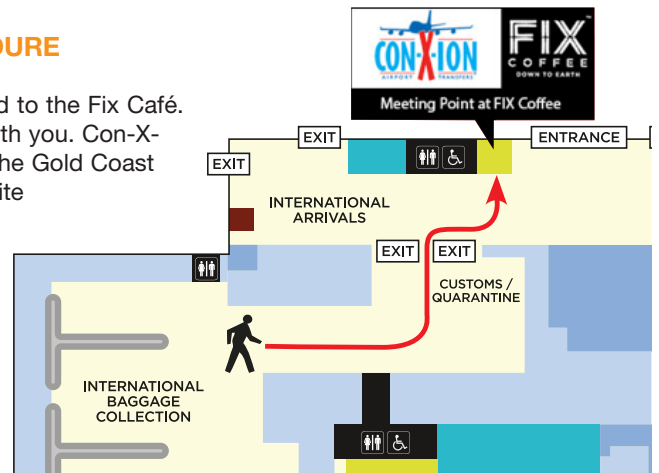 DURE
d to the Fix Café.
th you. Con-X-
he Gold Coast
ite
CON-X-ION
AIRPORT TRANSFERS
FIX
COFFEE
DOWN TO EARTH
Meeting Point at FIX Coffee
EXIT
EXIT
ENTRANCE
INTERNATIONAL
ARRIVALS
EXIT
EXIT
CUSTOMS /
QUARANTINE
INTERNATIONAL
BAGGAGE
COLLECTION